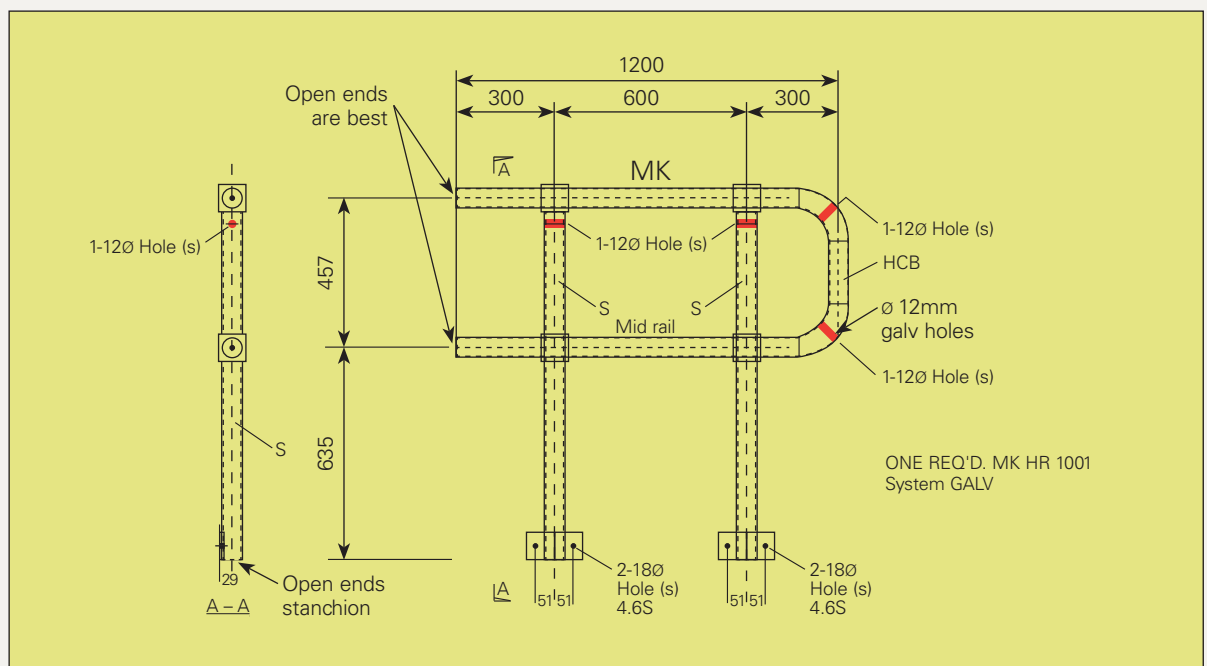 1200
300
600
300
Open ends
are best
A
MK
1-12Ø Hole (s)
1-12Ø Hole (s)
1-12Ø Hole (s)
HCB
457
S
S
Ø 12mm
galv holes
Mid rail
1-12Ø Hole (s)
S
635
ONE REQ'D. MK HR 1001
System GALV
29
Open ends
stanchion
A – A
A
51
51
2-18Ø
Hole (s)
4.6S
51
51
2-18Ø
Hole (s)
4.6S